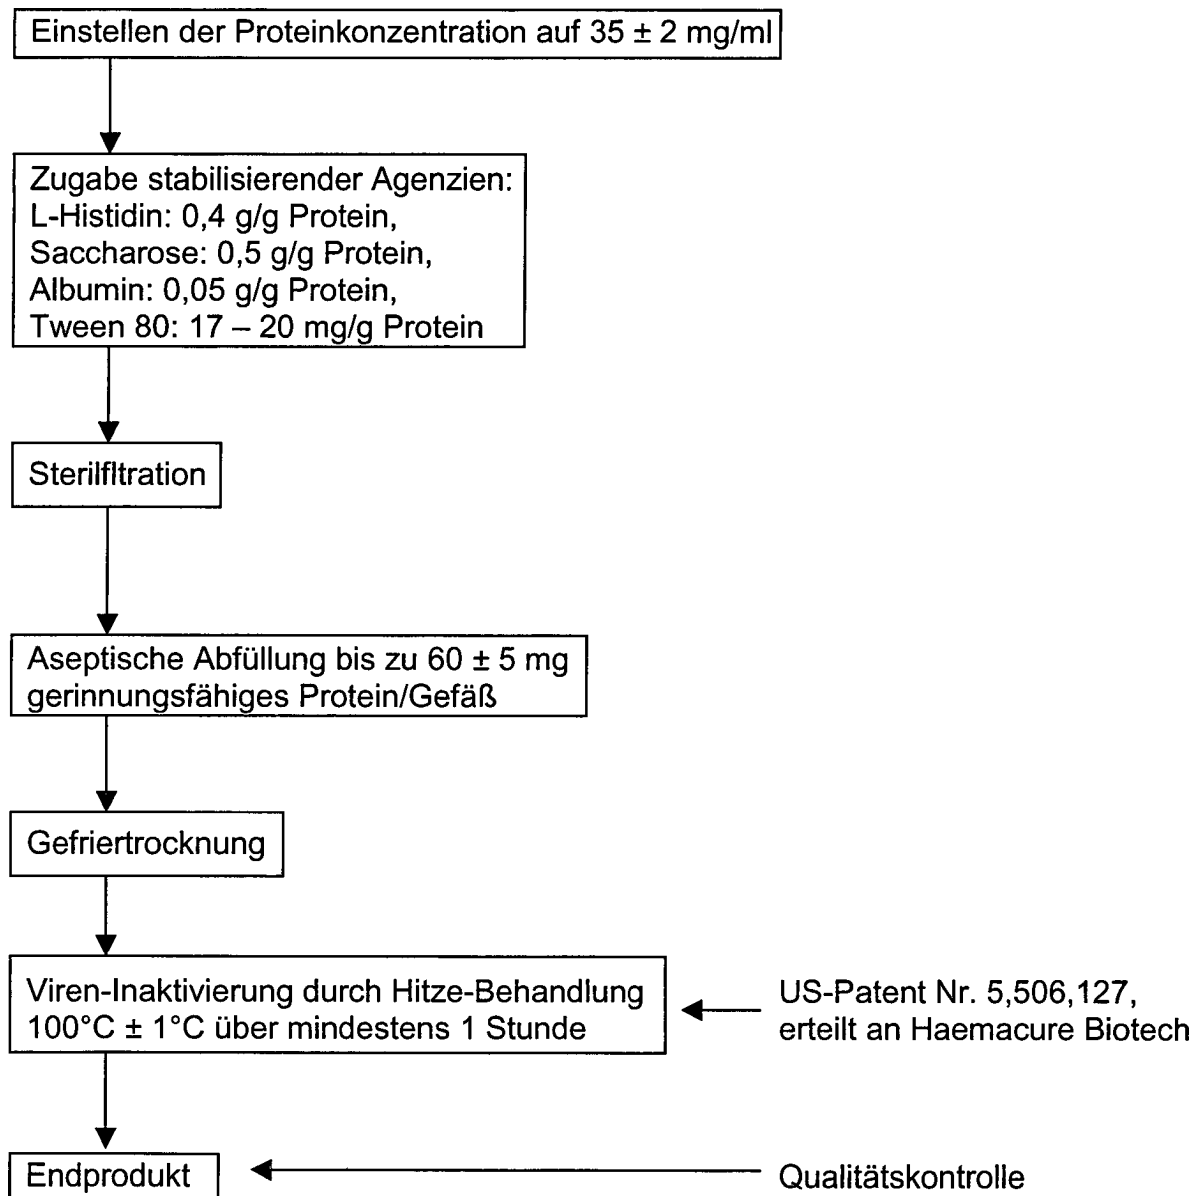 Einstellen der Proteinkonzentration auf 35 ± 2 mg/ml
Zugabe stabilisierender Agenzien:
L-Histidin: 0,4 g/g Protein,
Saccharose: 0,5 g/g Protein,
Albumin: 0,05 g/g Protein,
Tween 80: 17 – 20 mg/g Protein
Sterilfltration
Aseptische Abfüllung bis zu 60 ± 5 mg
gerinnungsfähiges Protein/Gefäß
Gefriertrocknung
Viren-Inaktivierung durch Hitze-Behandlung
100°C ± 1°C über mindestens 1 Stunde
US-Patent Nr. 5,506,127,
erteilt an Haemacure Biotech
Endprodukt
Qualitätskontrolle